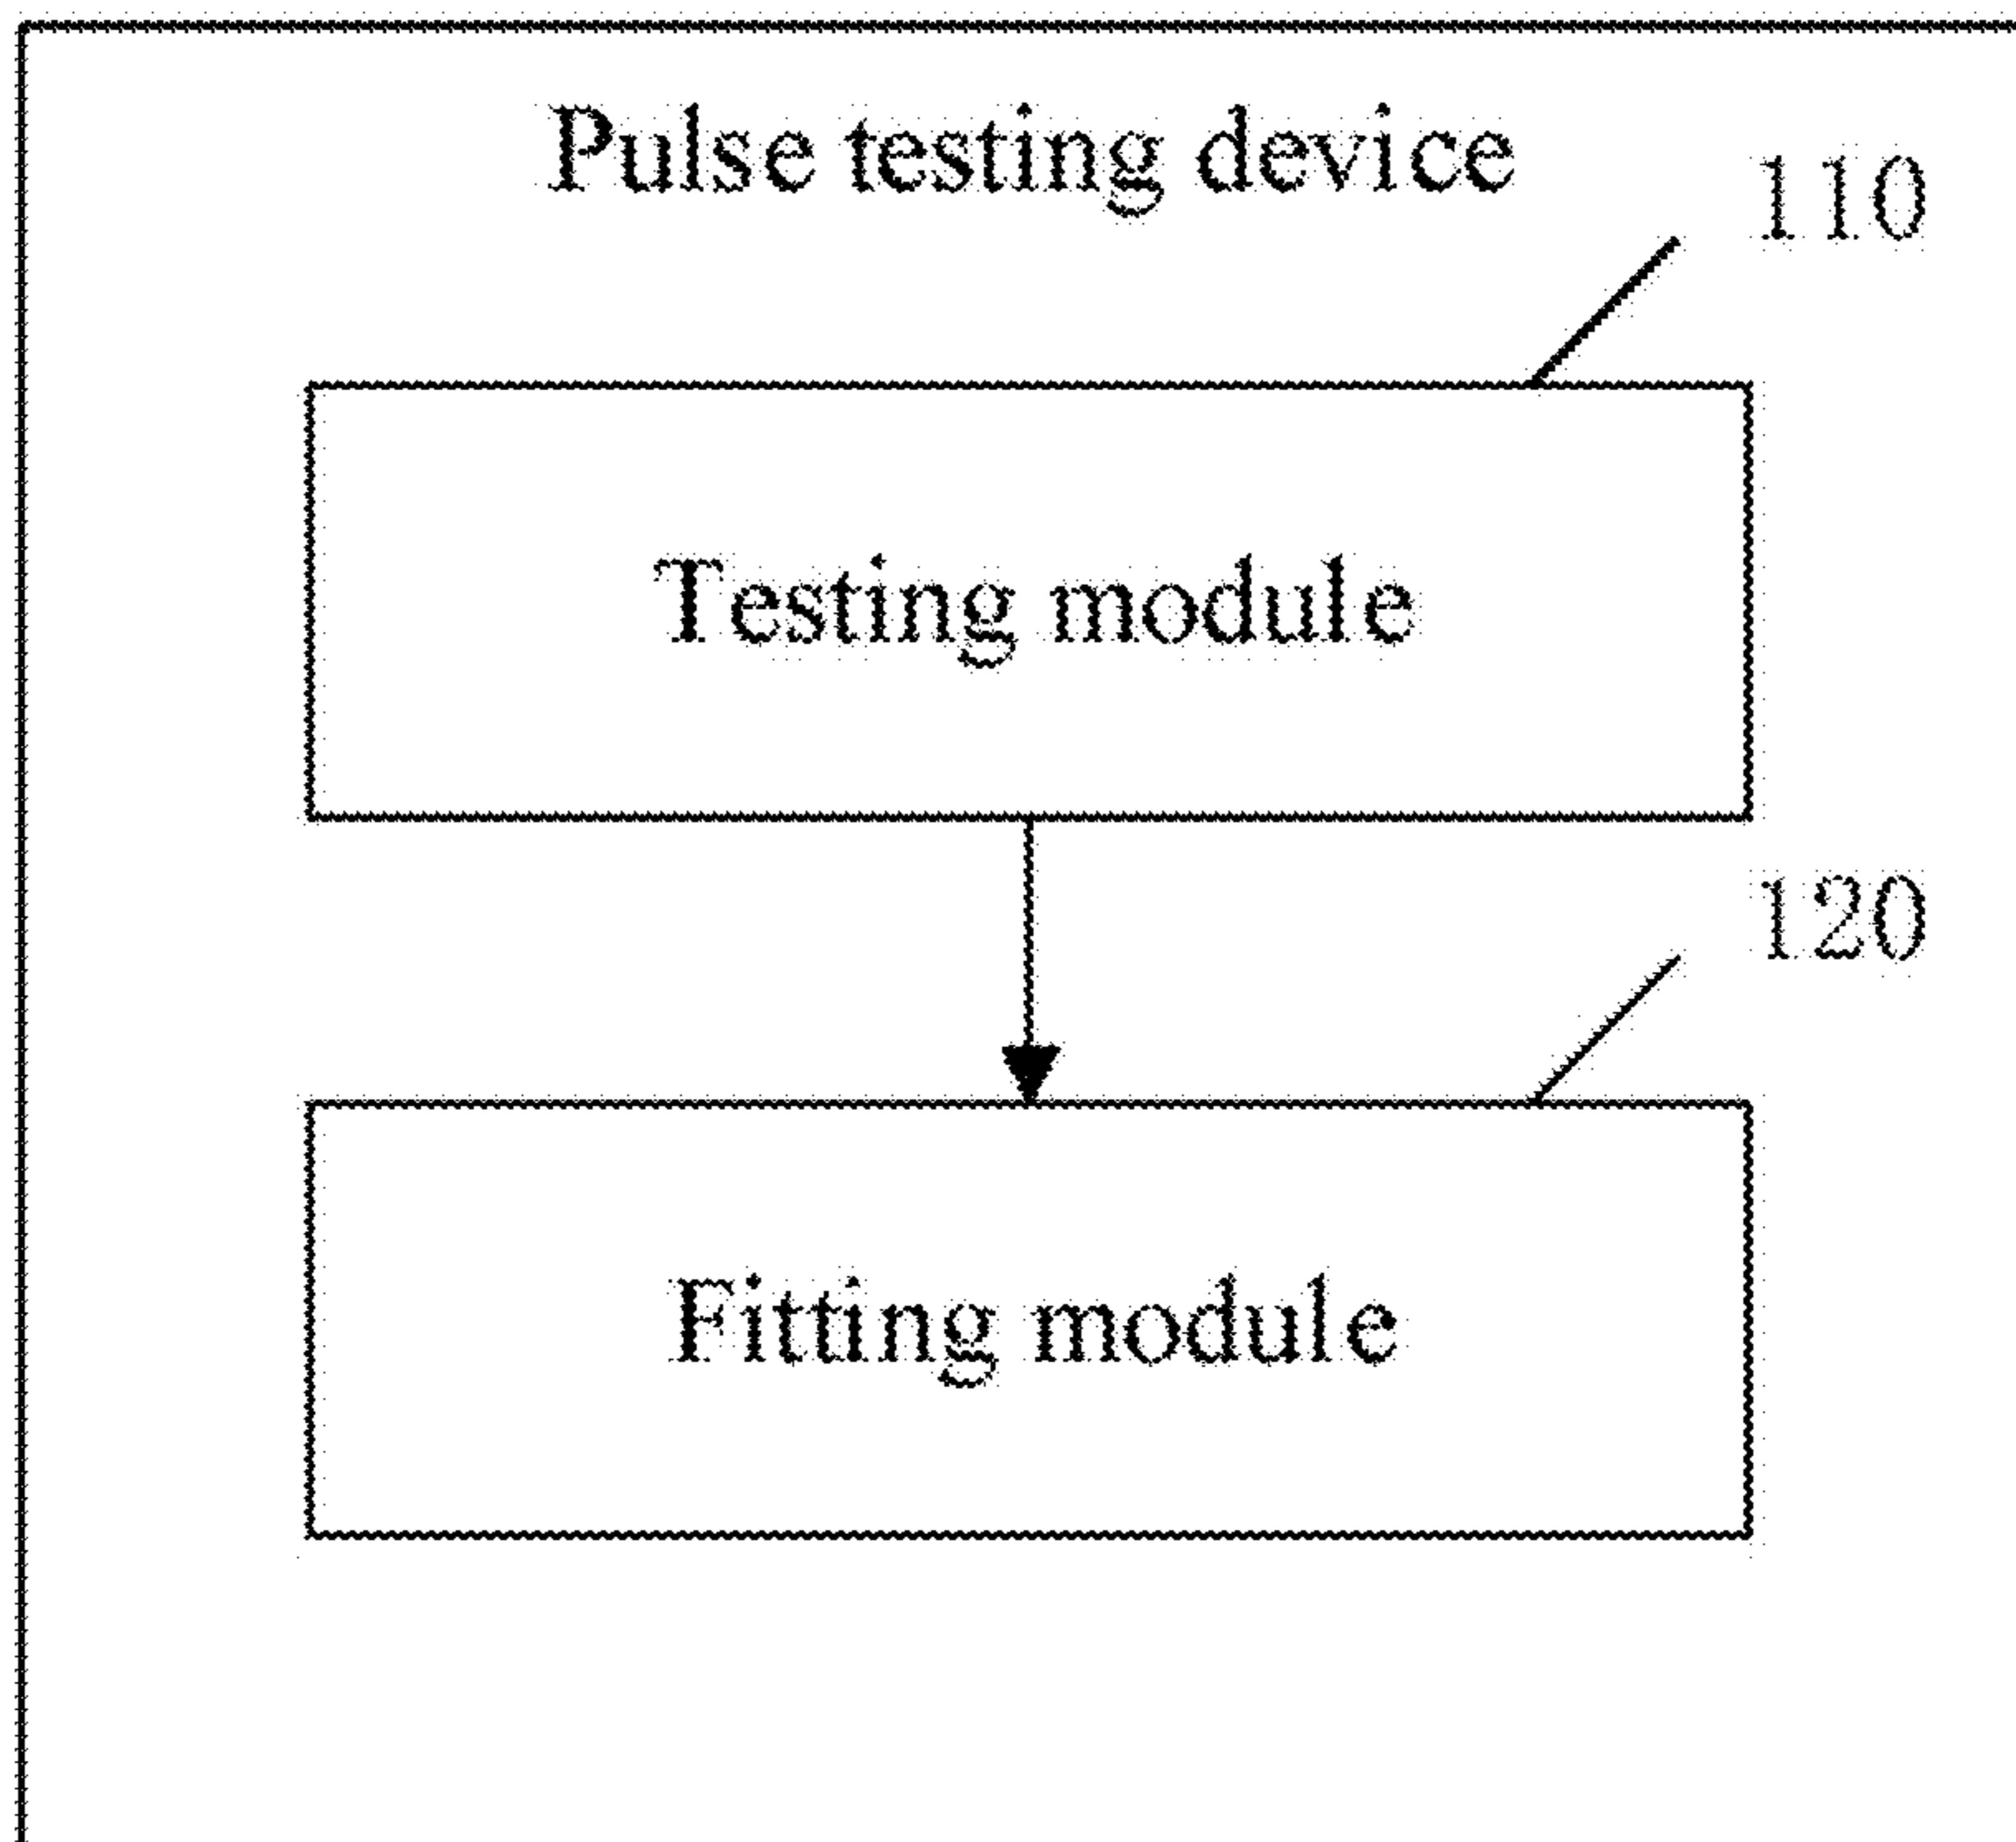 Pulse testing device
110
Testing module
120
Fitting module